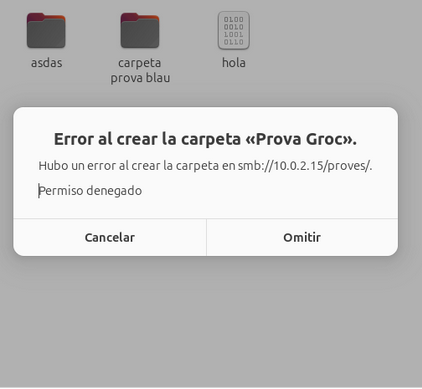 asdas
carpeta
prova blau
hola
0100
0010
1001
0110
Error al crear la carpeta «Prova Groc».
Hubo un error al crear la carpeta en smb://10.0.2.15/proves/.
Permiso denegado
Cancelar
Omitir